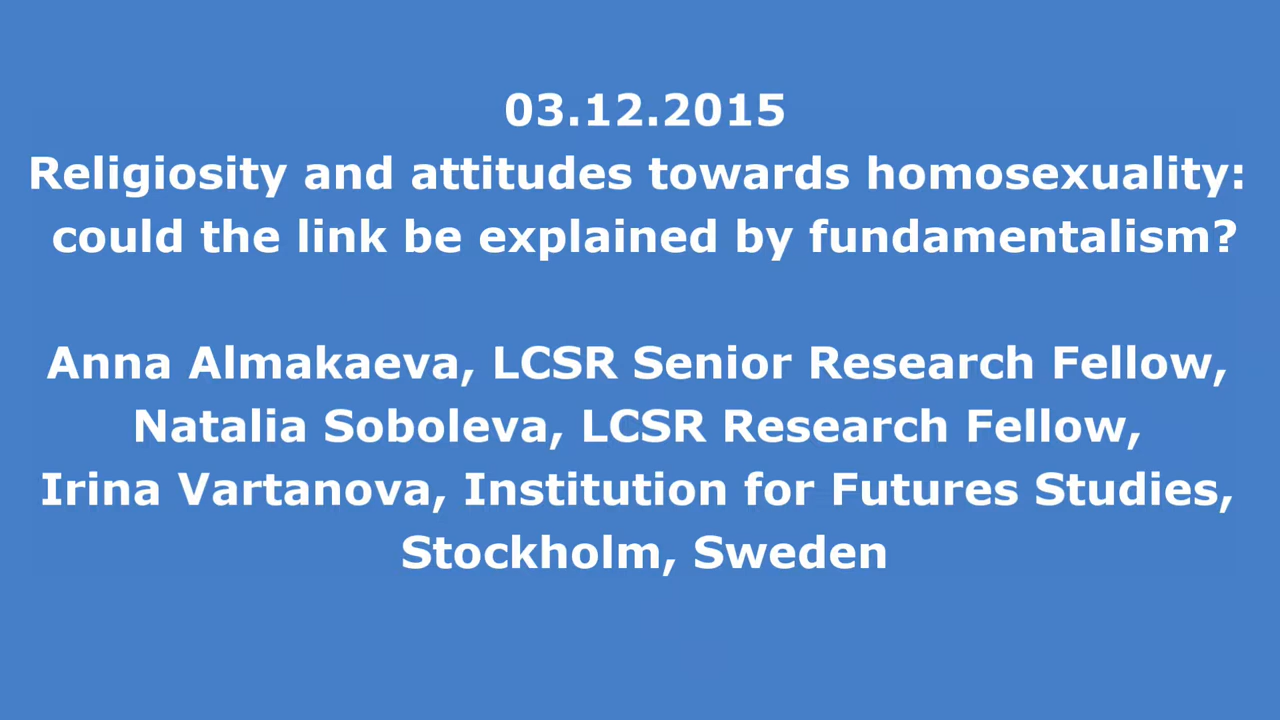 03.12.2015
Religiosity and attitudes towards homosexuality:
could the link be explained by fundamentalism?
Anna Almakaeva, LCSR Senior Research Fellow,
Natalia Soboleva, LCSR Research Fellow,
Irina Vartanova, Institution for Futures Studies,
Stockholm, Sweden